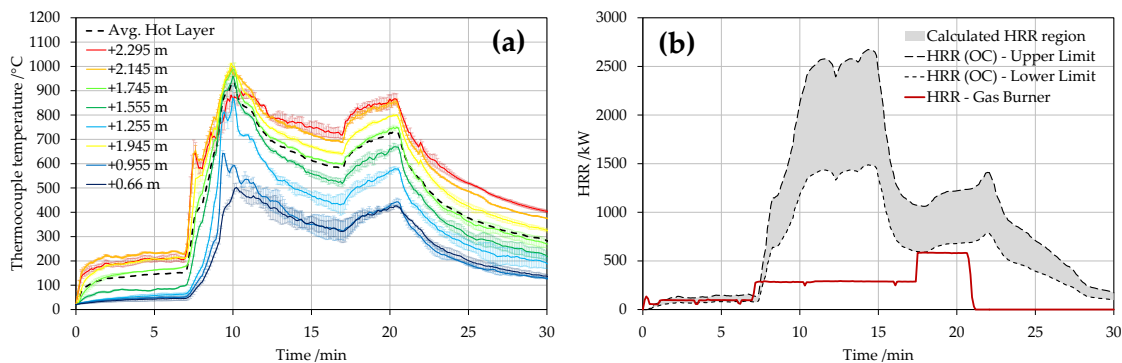 1200
1100
1000
900
800
700
600
500
400
300
200
100
0
Thermocouple temperature /°C
(a)
Avg. Hot Layer
+2.295 m
+2.145 m
+1.745 m
+1.555 m
+1.255 m
+1.945 m
+0.955 m
+0.66 m
0 5 10 15 20 25 30
Time /min
3000
2500
2000
1500
1000
500
0
HRR /kW
(b)
Calculated HRR region
HRR (OC) - Upper Limit
HRR (OC) - Lower Limit
HRR - Gas Burner
0 5 10 15 20 25 30
Time /min